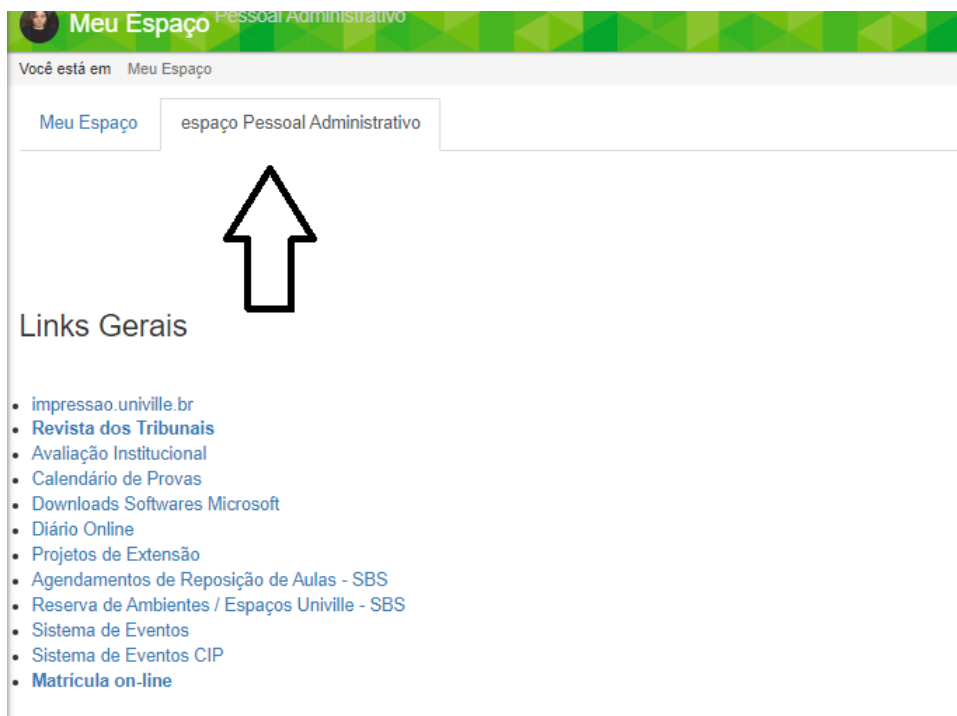 Meu Espaço Pessoal Administrativo
Você está em Meu Espaço
Meu Espaço espaço Pessoal Administrativo
Links Gerais
impressao.univille.br
Revista dos Tribunais
Avaliação Institucional
Calendário de Provas
Downloads Softwares Microsoft
Diário Online
Projetos de Extensão
Agendamentos de Reposição de Aulas - SBS
Reserva de Ambientes / Espaços Univille - SBS
Sistema de Eventos
Sistema de Eventos CIP
Matrícula on-line